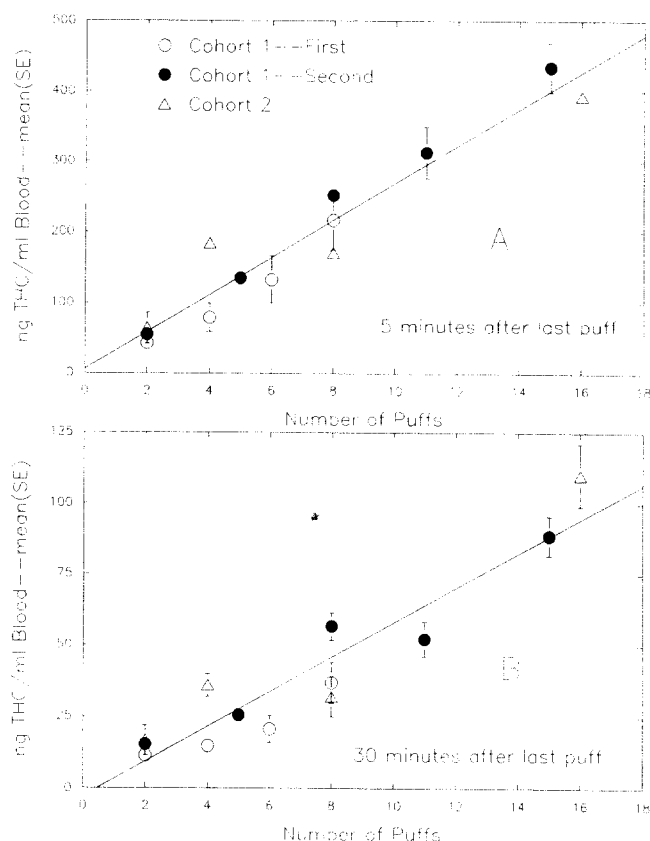 500
400
300
200
100
0
ng THC/ml Blood--mean(SE)
Cohort 1---First
Cohort 1---Second
Cohort 2
A
5 minutes after last puff
0 2 4 6 8 10 12 14 16 18
Number of Puffs
125
100
75
50
25
0
ng THC/ml Blood--mean(SE)
B
30 minutes after last puff
0 2 4 6 8 10 12 14 16 18
Number of Puffs